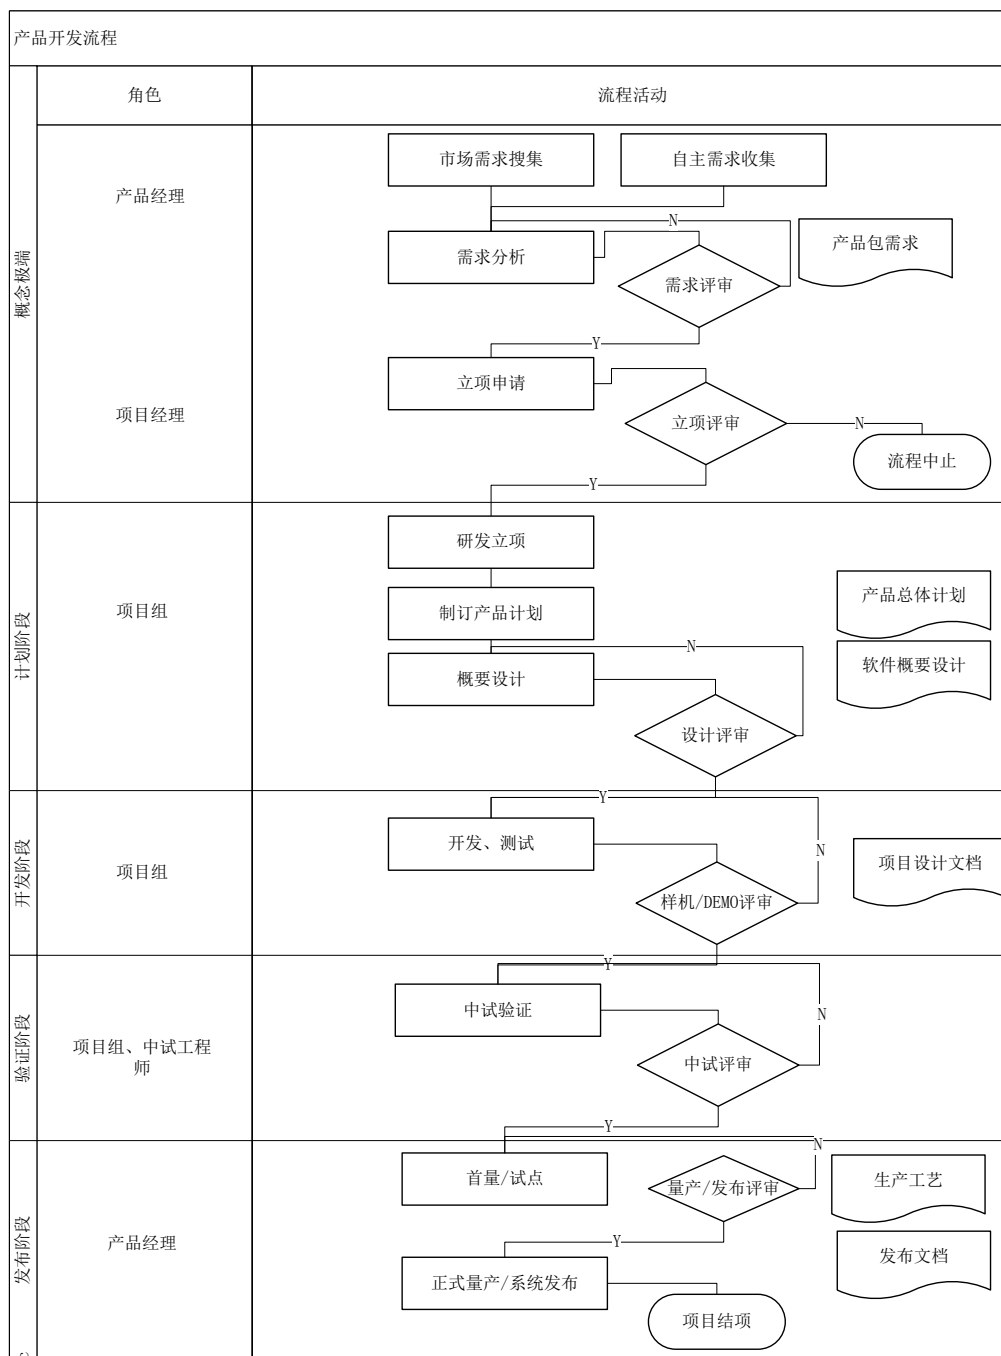 产品开发流程
角色
流程活动
概念极端
产品经理
市场需求搜集
自主需求收集
N
需求分析
需求评审
产品包需求
Y
项目经理
立项申请
立项评审
N
流程中止
Y
计划阶段
项目组
研发立项
制订产品计划
产品总体计划
N
概要设计
软件概要设计
设计评审
Y
开发阶段
项目组
开发、测试
N
样机/DEMO评审
项目设计文档
Y
验证阶段
项目组、中试工程
师
中试验证
N
中试评审
Y
发布阶段
产品经理
N
首量/试点
量产/发布评审
生产工艺
Y
正式量产/系统发布
发布文档
项目结项